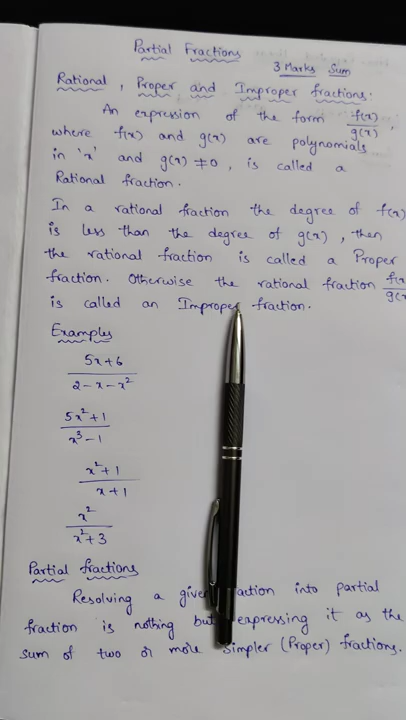 Partial Fractions
3 Marks Sum
Rational, Proper and Improper fractions.
An expression of the form f(x)/g(x),
where f(x) and g(x) are polynomials
in 'x' and g(x) ≠ 0, is called a
Rational fraction.
In a rational fraction the degree of f(x)
is less than the degree of g(x), then
the rational fraction is called a Proper
fraction. Otherwise the rational fraction f(x)/g(x)
is called an Improper fraction.
Examples
5x+6 / 2-x-x²
5x²+1 / x³-1
x²+1 / x+1
x² / x²+3
Partial fractions
Resolving a given action into partial
fraction is nothing but expressing it as the
sum of two or more simpler (Proper) fractions.